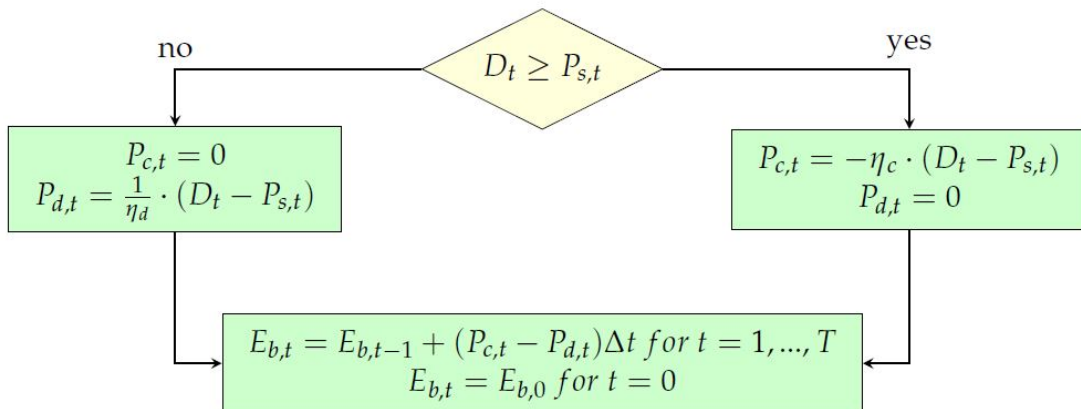 no
yes
D_t ≥ P_{s,t}
P_{c,t} = 0
P_{d,t} = \frac{1}{η_d} · (D_t − P_{s,t})
P_{c,t} = −η_c · (D_t − P_{s,t})
P_{d,t} = 0
E_{b,t} = E_{b,t−1} + (P_{c,t} − P_{d,t})Δt for t = 1, ..., T
E_{b,t} = E_{b,0} for t = 0